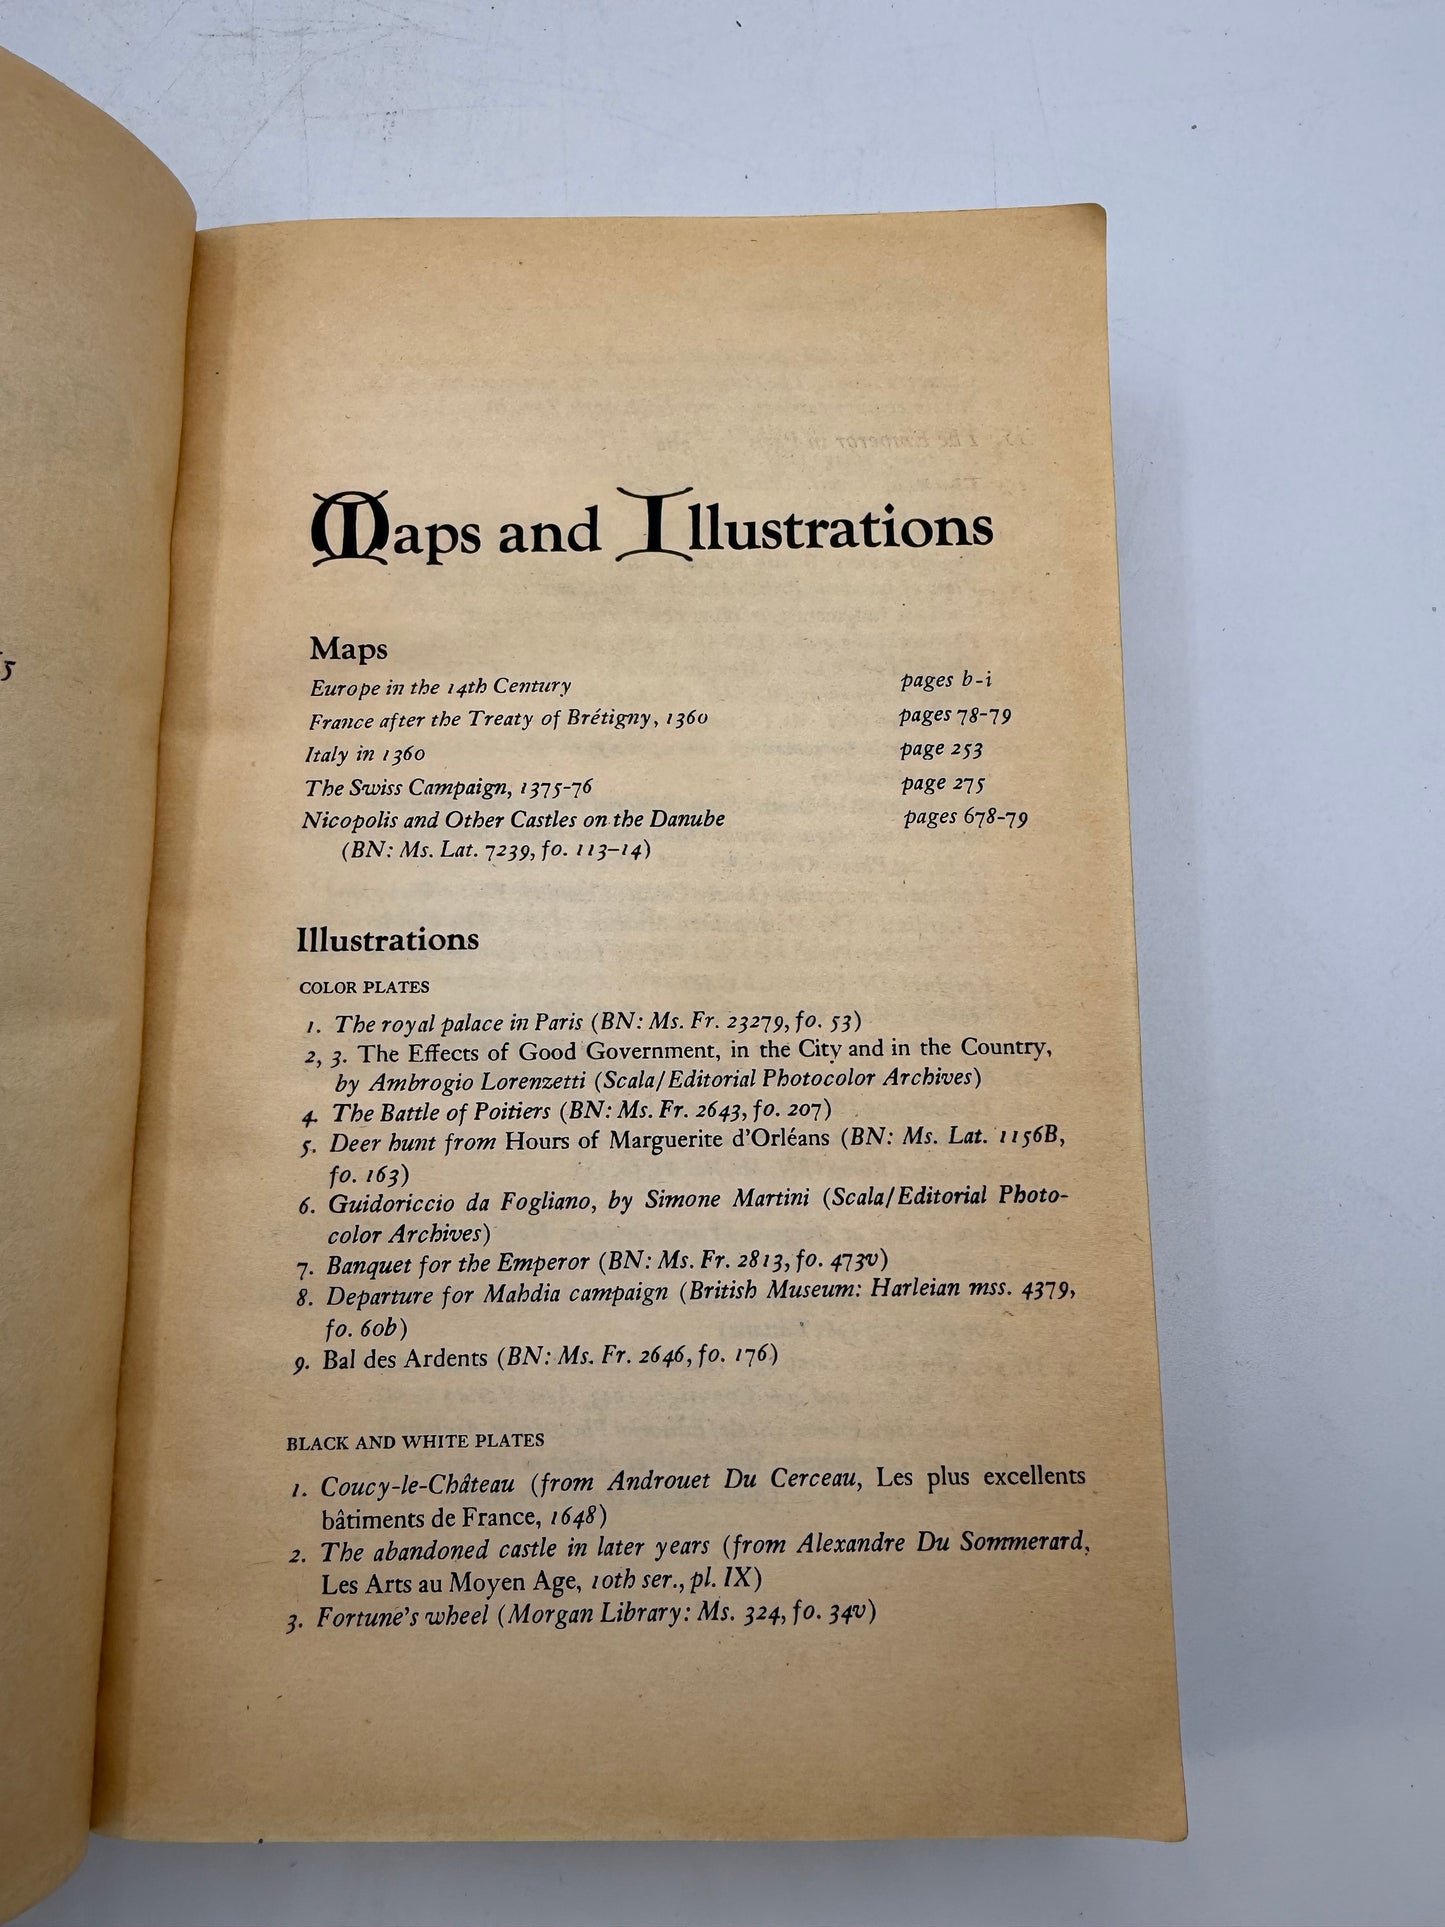 Maps and Illustrations
Maps
Europe in the 14th Century pages b-i
France after the Treaty of Brétigny, 1360 pages 78-79
Italy in 1360 page 253
The Swiss Campaign, 1375-76 page 275
Nicopolis and Other Castles on the Danube pages 678-79
(BN: Ms. Lat. 7239, fo. 113–14)
Illustrations
COLOR PLATES
1. The royal palace in Paris (BN: Ms. Fr. 23279, fo. 53)
2, 3. The Effects of Good Government, in the City and in the Country,
by Ambrogio Lorenzetti (Scala/Editorial Photocolor Archives)
4. The Battle of Poitiers (BN: Ms. Fr. 2643, fo. 207)
5. Deer hunt from Hours of Marguerite d'Orléans (BN: Ms. Lat. 1156B,
fo. 163)
6. Guidoriccio da Fogliano, by Simone Martini (Scala/Editorial Photo-
color Archives)
7. Banquet for the Emperor (BN: Ms. Fr. 2813, fo. 473v)
8. Departure for Mahdia campaign (British Museum: Harleian mss. 4379,
fo. 60b)
9. Bal des Ardents (BN: Ms. Fr. 2646, fo. 176)
BLACK AND WHITE PLATES
1. Coucy-le-Château (from Androuet Du Cerceau, Les plus excellents
bâtiments de France, 1648)
2. The abandoned castle in later years (from Alexandre Du Sommerard,
Les Arts au Moyen Age, 10th ser., pl. IX)
3. Fortune's wheel (Morgan Library: Ms. 324, fo. 34v)